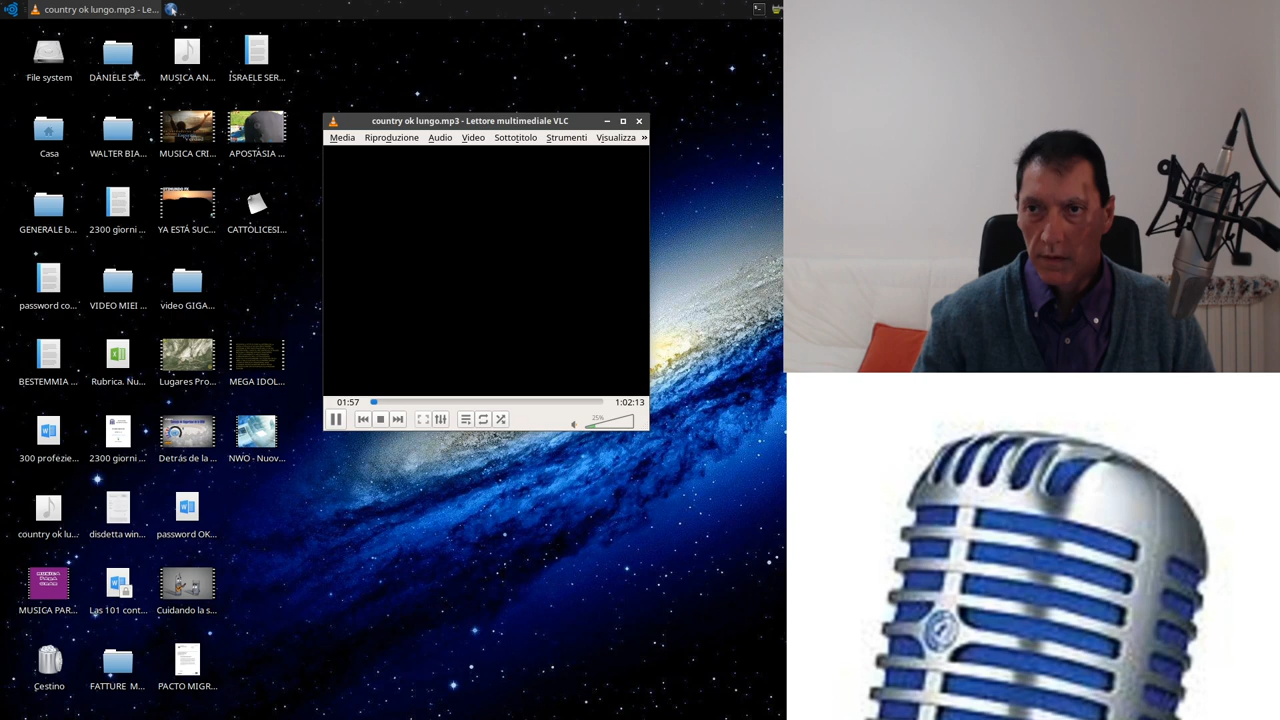 country ok lungo.mp3 - Le...
File system
DANIELE SA...
MUSICA AN...
ISRAELE SER...
Casa
WALTER BIA...
MUSICA CRI...
APOSTASIA ...
GENERALE b...
2300 giorni ...
YA ESTÁ SUC...
CATTOLICESI...
password co...
VIDEO MIEI ...
video GIGA...
BESTEMMIA ...
Rubrica. Nu...
Lugares Pro...
MEGA IDOL...
300 profezie...
2300 giorni ...
Detrás de la ...
NWO - Nuov...
country ok lu...
disdetta win...
password OK...
MUSICA PAR...
Las 101 cont...
Cuidando la s...
Cestino
FATTURE M...
PACTO MIGR...
country ok lungo.mp3 - Lettore multimediale VLC
Media Riproduzione Audio Video Sottotitolo Strumenti Visualizza »
01:57
1:02:13
25%